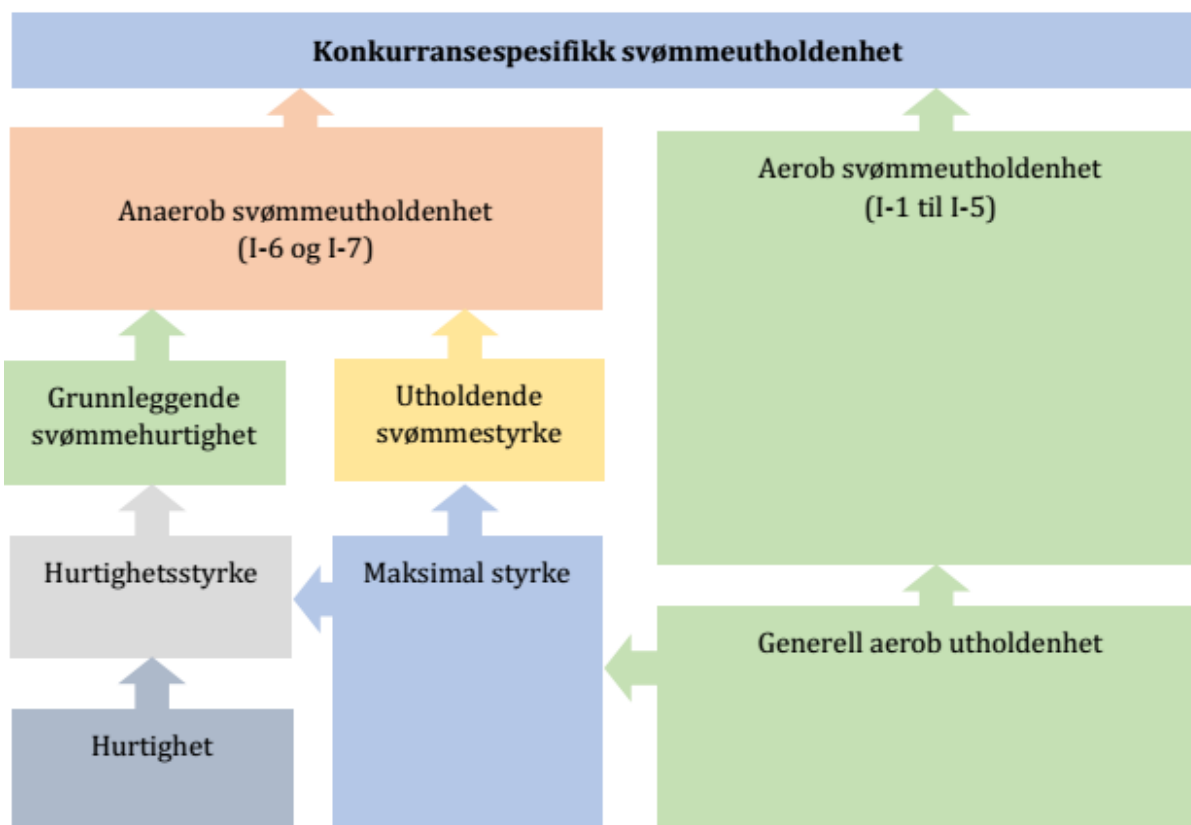 Konkurransespesifikk svømmeutholdenhet
Anaerob svømmeutholdenhet
(I-6 og I-7)
Aerob svømmeutholdenhet
(I-1 til I-5)
Grunnleggende
svømmehurtighet
Utholdende
svømmestyrke
Hurtighetsstyrke
Maksimal styrke
Generell aerob utholdenhet
Hurtighet